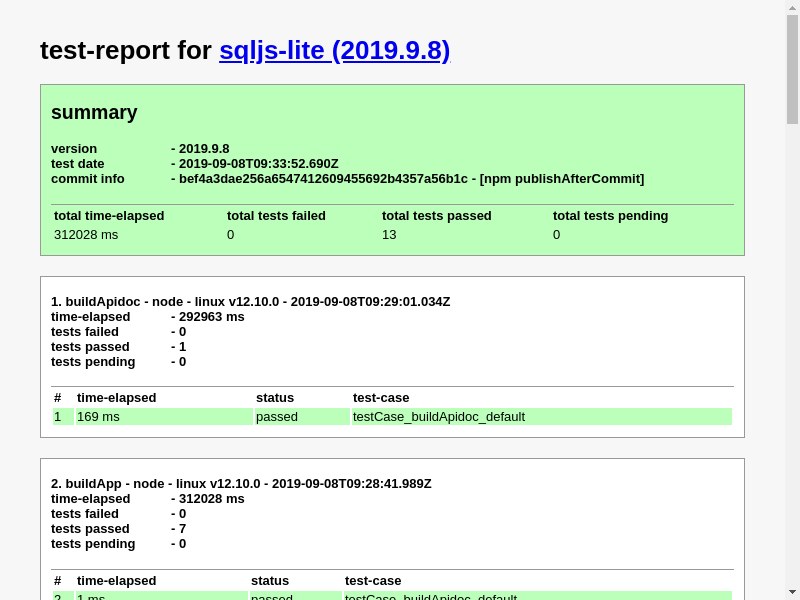 test-report for sqljs-lite (2019.9.8)
summary
version - 2019.9.8
test date - 2019-09-08T09:33:52.690Z
commit info - bef4a3dae256a6547412609455692b4357a56b1c - [npm publishAfterCommit]
total time-elapsed total tests failed total tests passed total tests pending
312028 ms 0 13 0
1. buildApidoc - node - linux v12.10.0 - 2019-09-08T09:29:01.034Z
time-elapsed - 292963 ms
tests failed - 0
tests passed - 1
tests pending - 0
# time-elapsed status test-case
1 169 ms passed testCase_buildApidoc_default
2. buildApp - node - linux v12.10.0 - 2019-09-08T09:28:41.989Z
time-elapsed - 312028 ms
tests failed - 0
tests passed - 7
tests pending - 0
# time-elapsed status test-case
2 1 ms passed testCase_buildApidoc_default